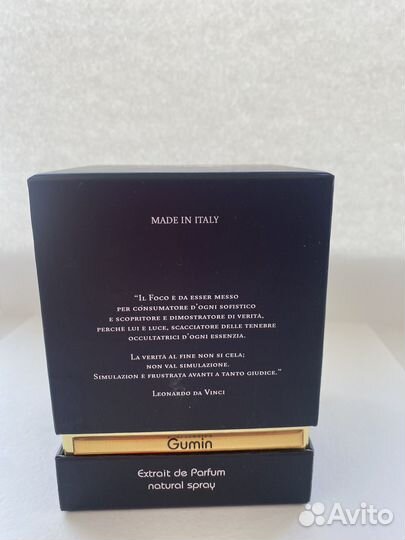 MADE IN ITALY
“IL FOCO E DA ESSER MESSO
PER CONSUMATORE D’OGNI SOFISTICO
E SCOPRITORE E DIMOSTRATORE DI VERITÀ,
PERCHE LUI E LUCE, SCACCIATORE DELLE TENEBRE
OCCULTATRICI D’OGNI ESSENZIA.
LA VERITÀ AL FINE NON SI CELA;
NON VAL SIMULAZIONE.
SIMULAZION E FRUSTRATA AVANTI A TANTO GIUDICE.”
LEONARDO DA VINCI
Gumin
Extrait de Parfum
natural spray
Avito